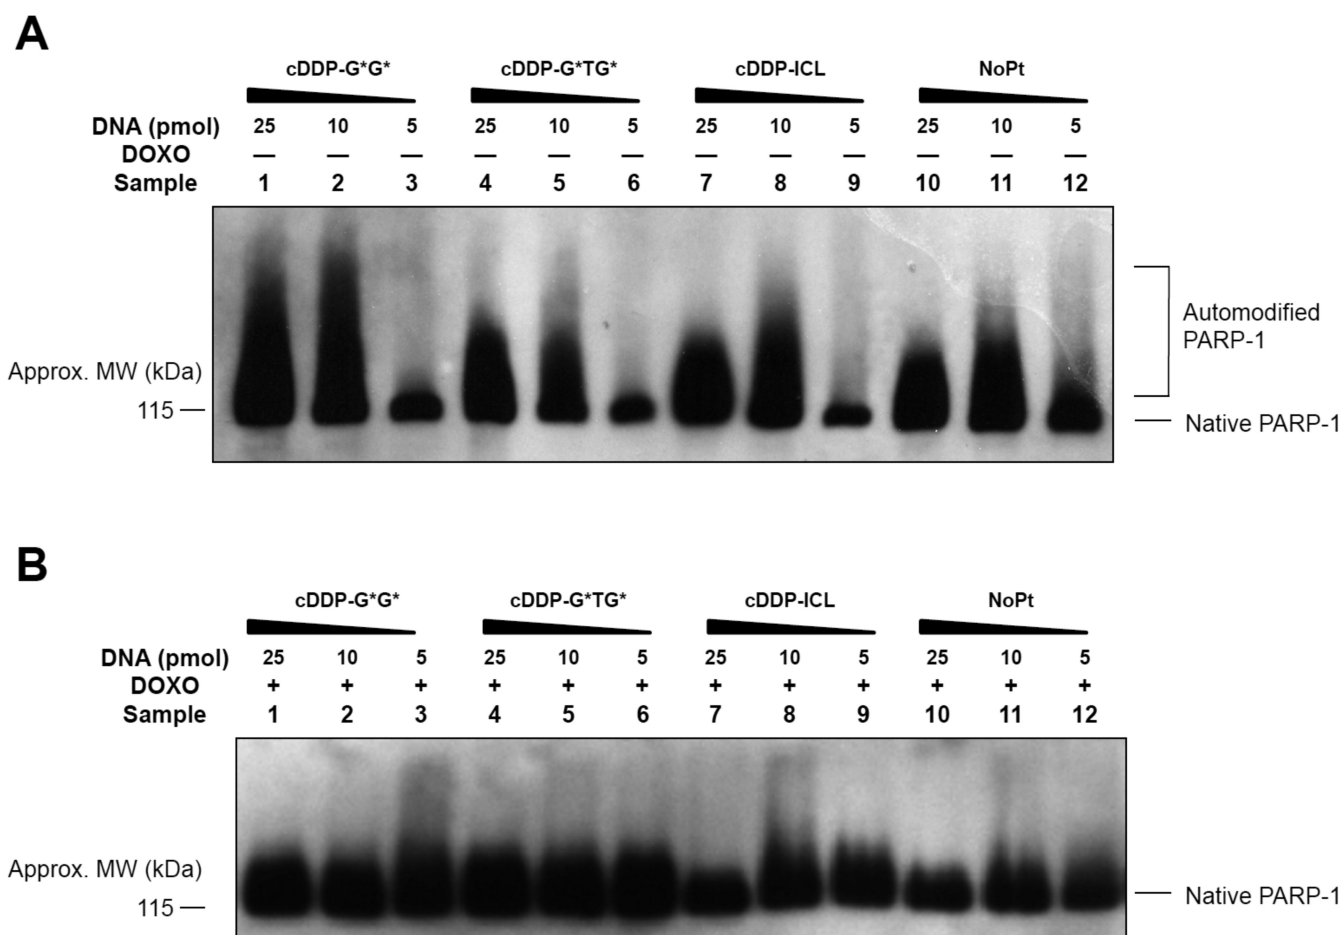 A
cDDP-G*G* cDDP-G*TG* cDDP-ICL NoPt
DNA (pmol) 25 10 5 25 10 5 25 10 5 25 10 5
DOXO — — — — — — — — — — — —
Sample 1 2 3 4 5 6 7 8 9 10 11 12
Automodified
PARP-1
Approx. MW (kDa)
115
Native PARP-1
B
cDDP-G*G* cDDP-G*TG* cDDP-ICL NoPt
DNA (pmol) 25 10 5 25 10 5 25 10 5 25 10 5
DOXO + + + + + + + + + + + +
Sample 1 2 3 4 5 6 7 8 9 10 11 12
Approx. MW (kDa)
Native PARP-1
115